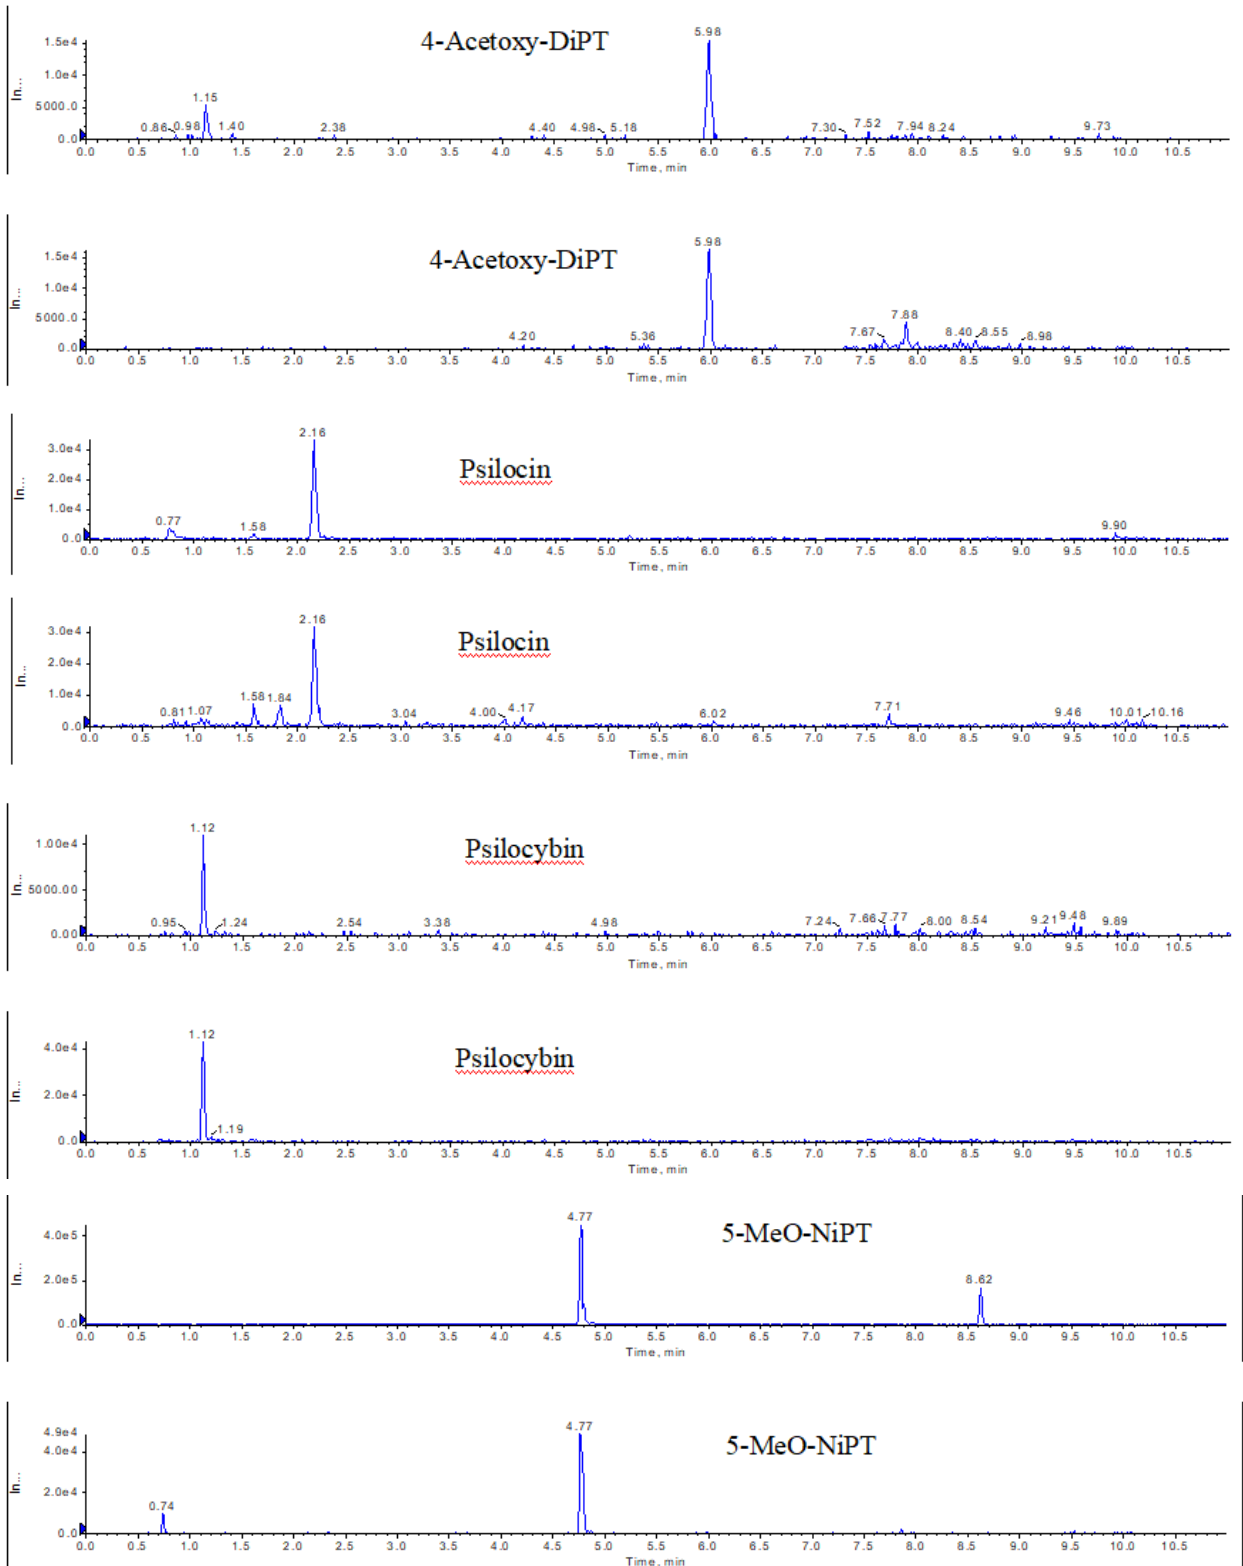 4-Acetoxy-DiPT
5.98
1.5e4
1.0e4
5000.0
0.0
In...
1.15
0.86 0.98 1.40 2.38 4.40 4.98 5.18 7.30 7.52 7.94 8.24 9.73
0.0 0.5 1.0 1.5 2.0 2.5 3.0 3.5 4.0 4.5 5.0 5.5 6.0 6.5 7.0 7.5 8.0 8.5 9.0 9.5 10.0 10.5
Time, min
4-Acetoxy-DiPT
5.98
1.5e4
1.0e4
5000.0
0.0
In...
4.20 5.36 7.67 7.88 8.40 8.55 8.98
0.0 0.5 1.0 1.5 2.0 2.5 3.0 3.5 4.0 4.5 5.0 5.5 6.0 6.5 7.0 7.5 8.0 8.5 9.0 9.5 10.0 10.5
Time, min
Psilocin
2.16
3.0e4
2.0e4
1.0e4
0.0
In...
0.77 1.58 9.90
0.0 0.5 1.0 1.5 2.0 2.5 3.0 3.5 4.0 4.5 5.0 5.5 6.0 6.5 7.0 7.5 8.0 8.5 9.0 9.5 10.0 10.5
Time, min
Psilocin
2.16
3.0e4
2.0e4
1.0e4
0.0
In...
0.81 1.07 1.58 1.84 3.04 4.00 4.17 6.02 7.71 9.46 10.01 10.16
0.0 0.5 1.0 1.5 2.0 2.5 3.0 3.5 4.0 4.5 5.0 5.5 6.0 6.5 7.0 7.5 8.0 8.5 9.0 9.5 10.0 10.5
Time, min
Psilocybin
1.12
1.00e4
5000.00
0.00
In...
0.95 1.24 2.54 3.38 4.98 7.24 7.66 7.77 8.00 8.54 9.21 9.48 9.89
0.0 0.5 1.0 1.5 2.0 2.5 3.0 3.5 4.0 4.5 5.0 5.5 6.0 6.5 7.0 7.5 8.0 8.5 9.0 9.5 10.0 10.5
Time, min
Psilocybin
1.12
4.0e4
2.0e4
0.0
In...
1.19
0.0 0.5 1.0 1.5 2.0 2.5 3.0 3.5 4.0 4.5 5.0 5.5 6.0 6.5 7.0 7.5 8.0 8.5 9.0 9.5 10.0 10.5
Time, min
5-MeO-NiPT
4.77
4.0e5
2.0e5
0.0
In...
8.62
0.0 0.5 1.0 1.5 2.0 2.5 3.0 3.5 4.0 4.5 5.0 5.5 6.0 6.5 7.0 7.5 8.0 8.5 9.0 9.5 10.0 10.5
Time, min
5-MeO-NiPT
4.77
4.9e4
4.0e4
2.0e4
0.0
In...
0.74
0.0 0.5 1.0 1.5 2.0 2.5 3.0 3.5 4.0 4.5 5.0 5.5 6.0 6.5 7.0 7.5 8.0 8.5 9.0 9.5 10.0 10.5
Time, min